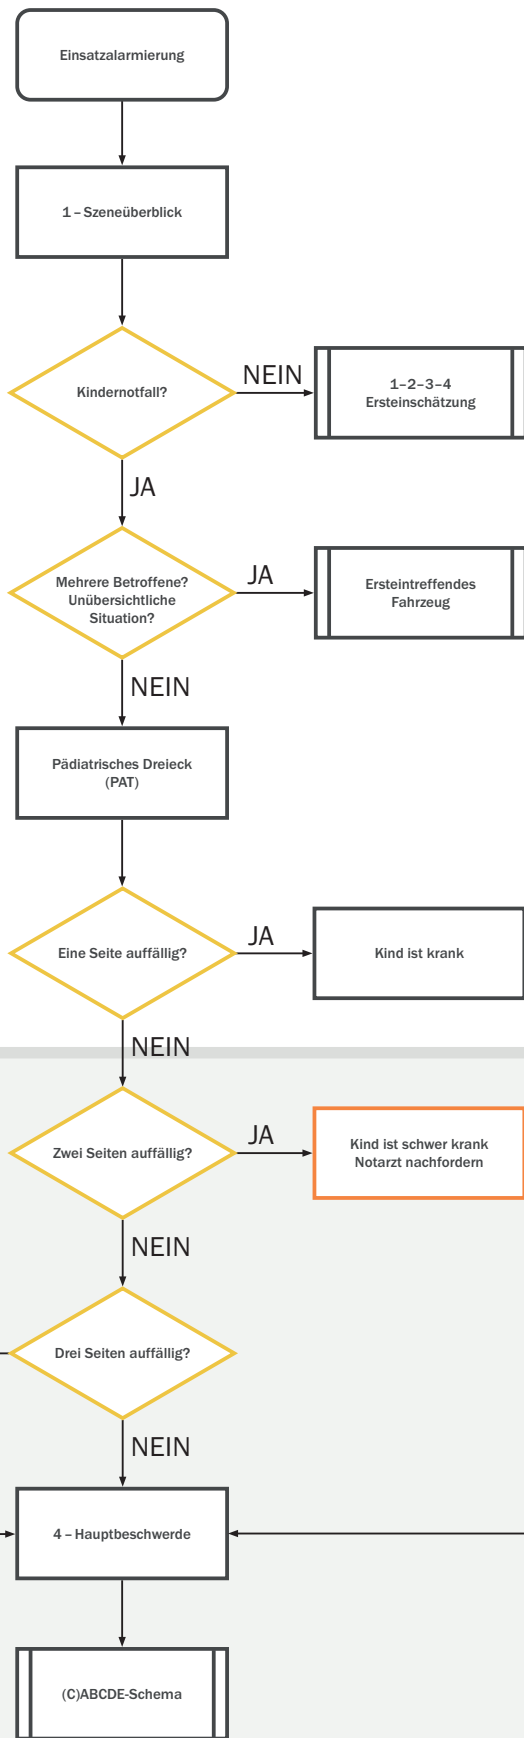 Einsatzalarmierung
1 – Szeneüberblick
Kindernotfall?
NEIN
1–2–3–4
Ersteinschätzung
JA
Mehrere Betroffene?
Unübersichtliche
Situation?
JA
Ersteintreffendes
Fahrzeug
NEIN
Pädiatrisches Dreieck
(PAT)
Eine Seite auffällig?
JA
Kind ist krank
NEIN
Zwei Seiten auffällig?
JA
Kind ist schwer krank
Notarzt nachfordern
NEIN
Drei Seiten auffällig?
NEIN
4 – Hauptbeschwerde
(C)ABCDE-Schema